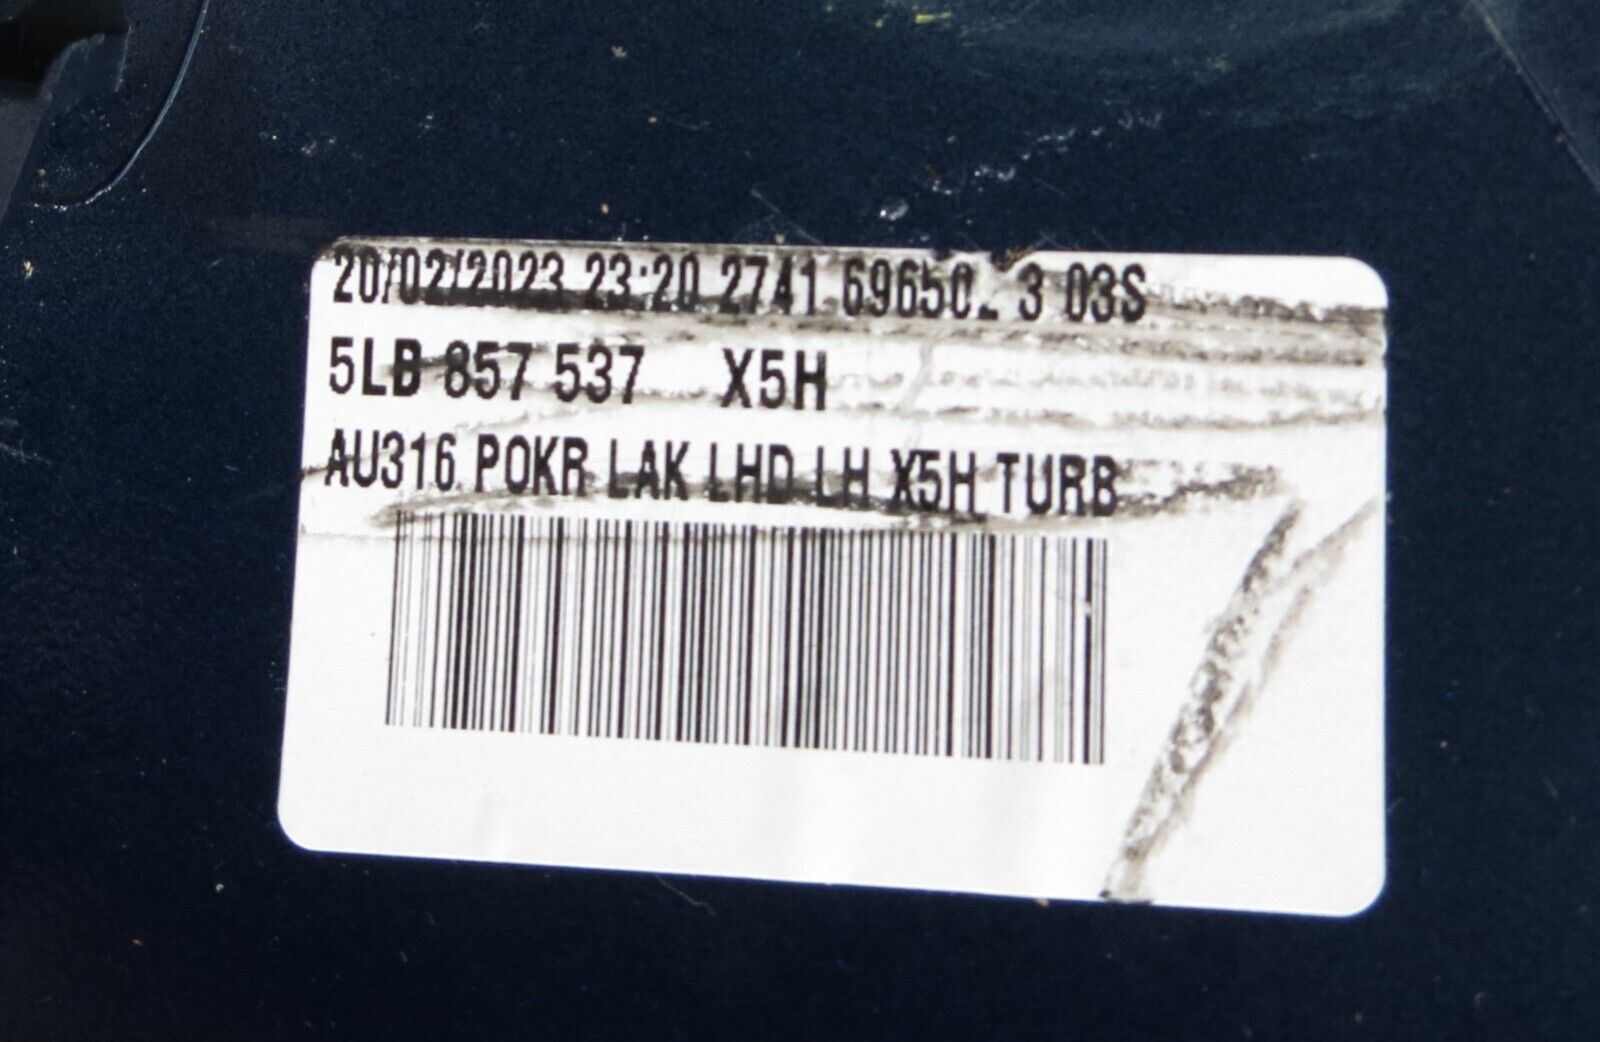 20/02/2023 23:20 2741 3 03S
5LB 857 537 X5H
AU316 POKR LAK LHD LH X5H TURB